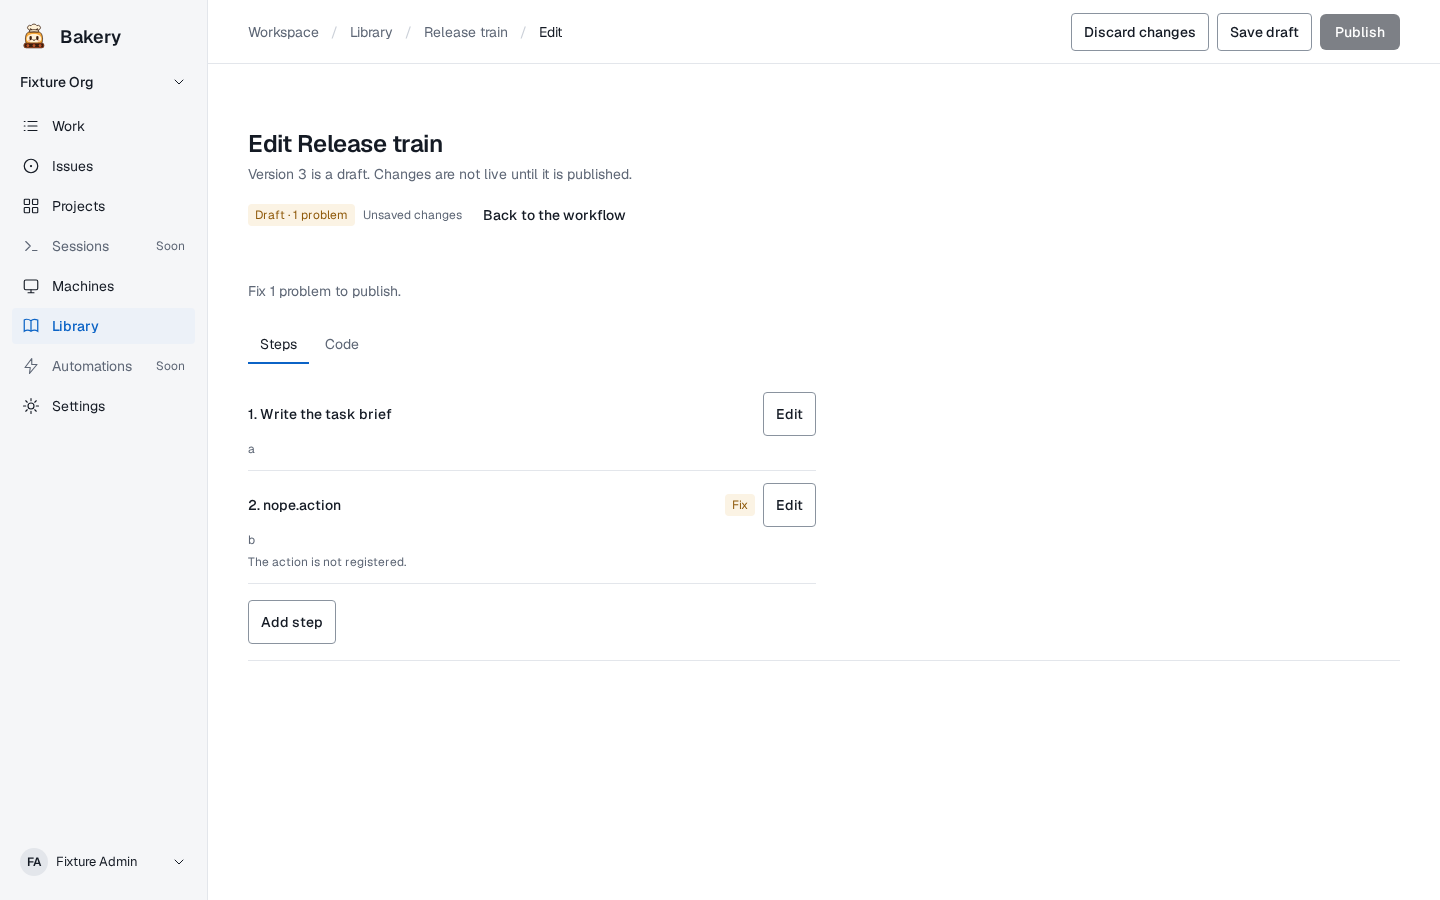 Bakery
Fixture Org
Work
Issues
Projects
Sessions Soon
Machines
Library
Automations Soon
Settings
FA Fixture Admin
Workspace / Library / Release train / Edit
Discard changes Save draft Publish
Edit Release train
Version 3 is a draft. Changes are not live until it is published.
Draft · 1 problem Unsaved changes Back to the workflow
Fix 1 problem to publish.
Steps Code
1. Write the task brief Edit
a
2. nope.action Fix Edit
b
The action is not registered.
Add step